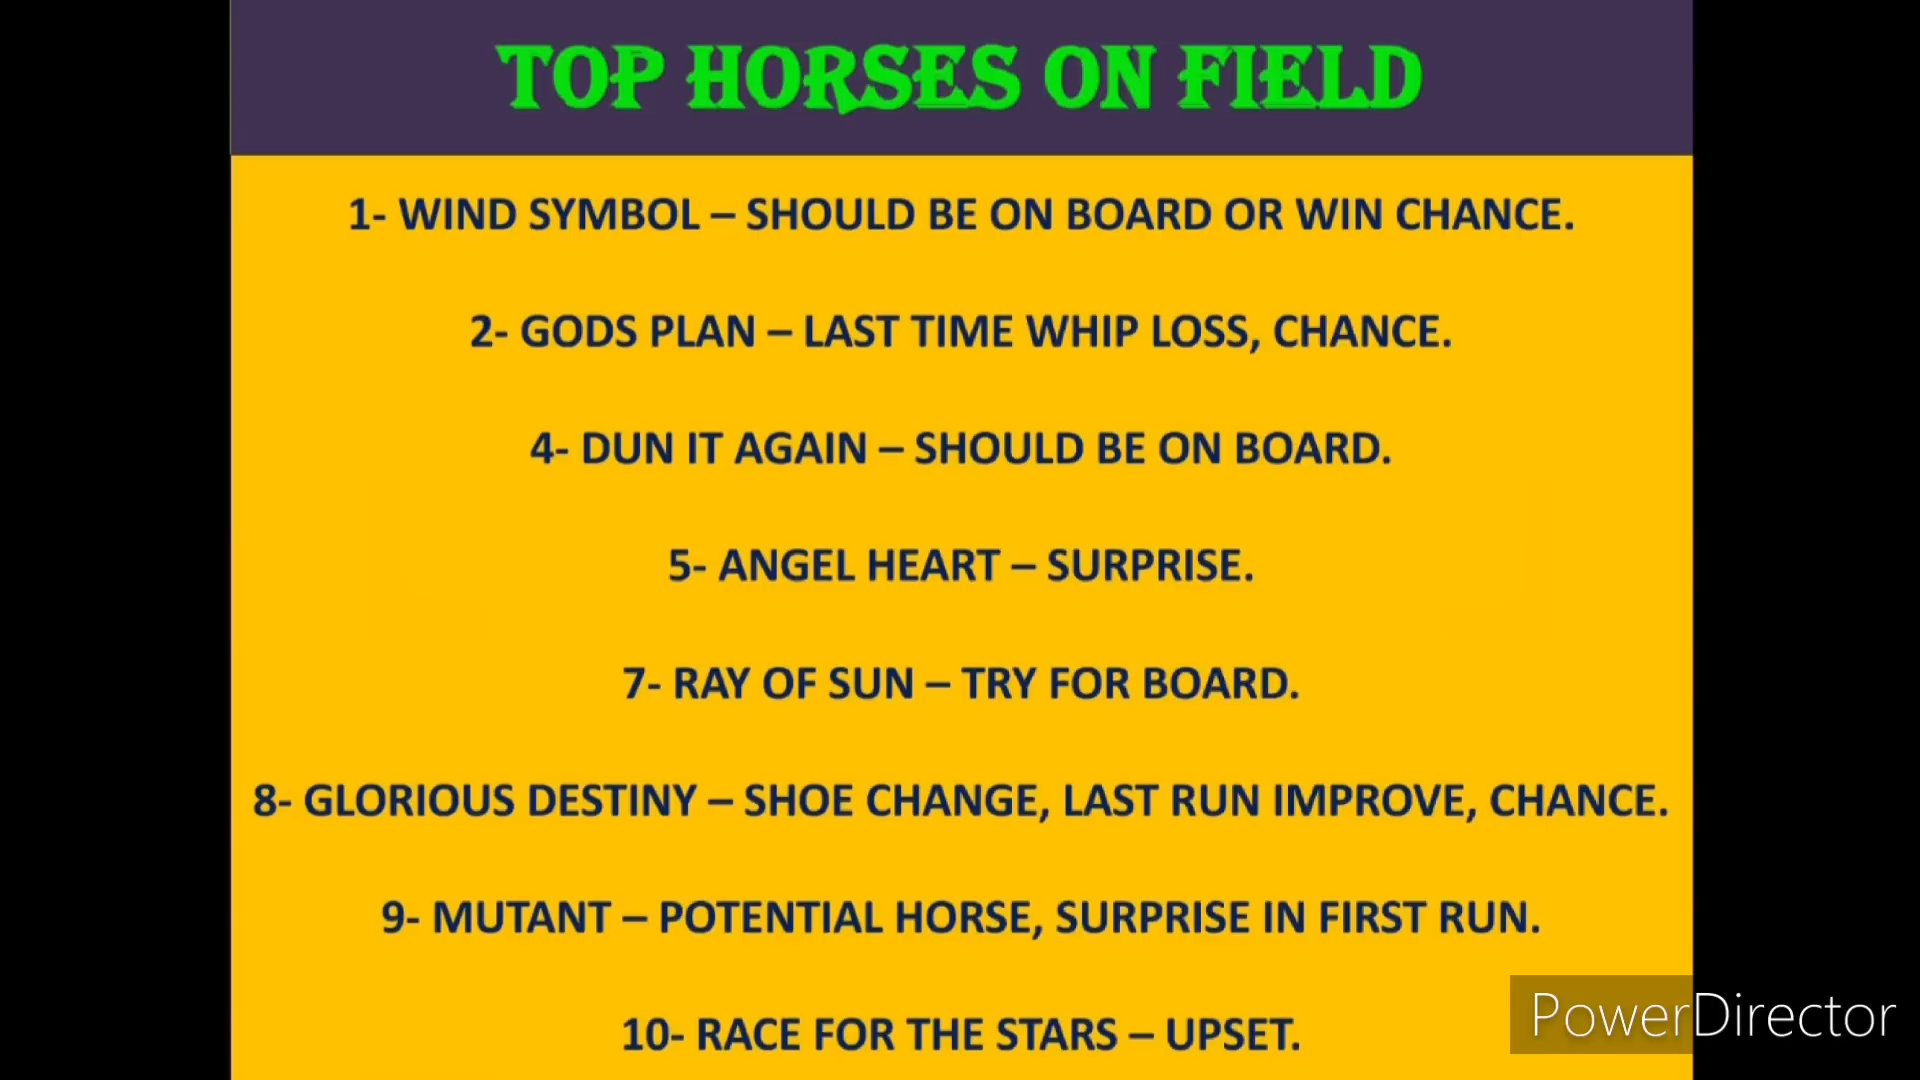 TOP HORSES ON FIELD
1- WIND SYMBOL – SHOULD BE ON BOARD OR WIN CHANCE.
2- GODS PLAN – LAST TIME WHIP LOSS, CHANCE.
4- DUN IT AGAIN – SHOULD BE ON BOARD.
5- ANGEL HEART – SURPRISE.
7- RAY OF SUN – TRY FOR BOARD.
8- GLORIOUS DESTINY – SHOE CHANGE, LAST RUN IMPROVE, CHANCE.
9- MUTANT – POTENTIAL HORSE, SURPRISE IN FIRST RUN.
10- RACE FOR THE STARS – UPSET.
PowerDirector